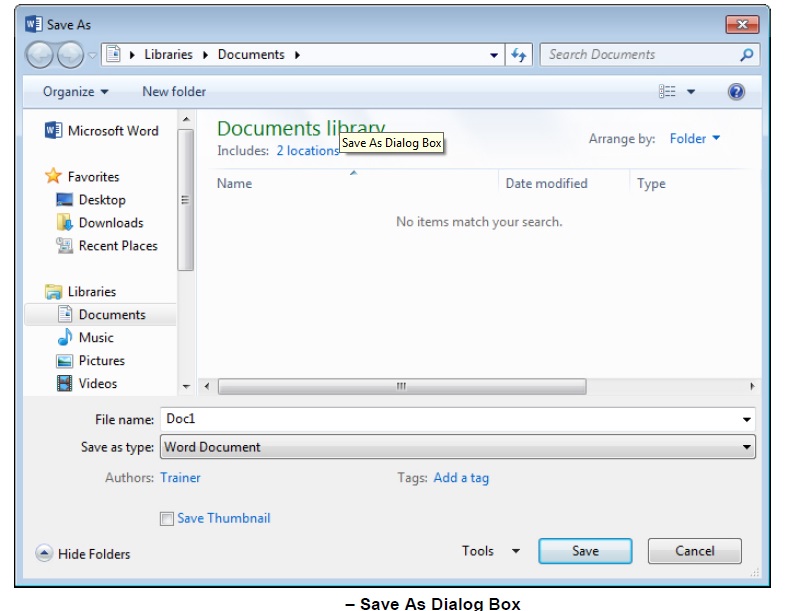 Save As
Libraries Documents
Search Documents
Organize New folder
Microsoft Word
Favorites
Desktop
Downloads
Recent Places
Libraries
Documents
Music
Pictures
Videos
Documents library
Includes: 2 locations
Save As Dialog Box
Arrange by: Folder
Name Date modified Type
No items match your search.
File name: Doc1
Save as type: Word Document
Authors: Trainer Tags: Add a tag
Save Thumbnail
Hide Folders Tools Save Cancel
– Save As Dialog Box